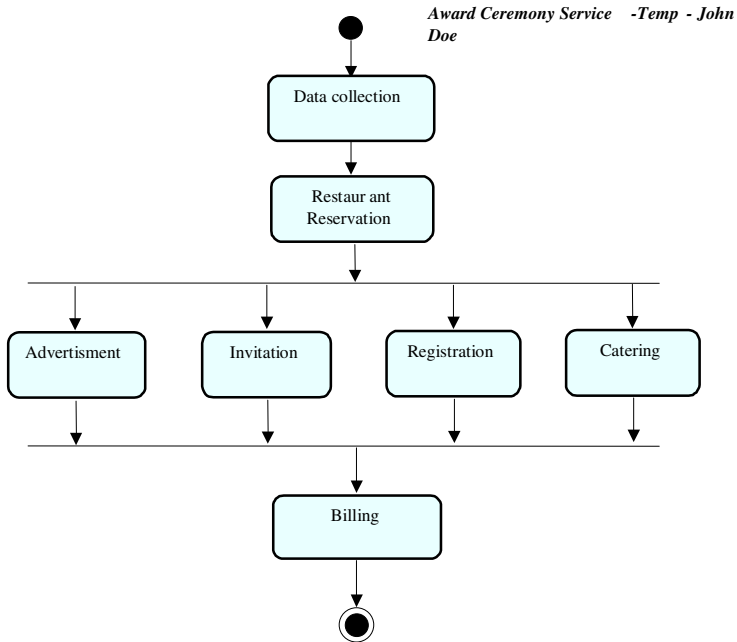 Award Ceremony Service -Temp - John
Doe
Data collection
Restaur ant
Reservation
Advertisment
Invitation
Registration
Catering
Billing